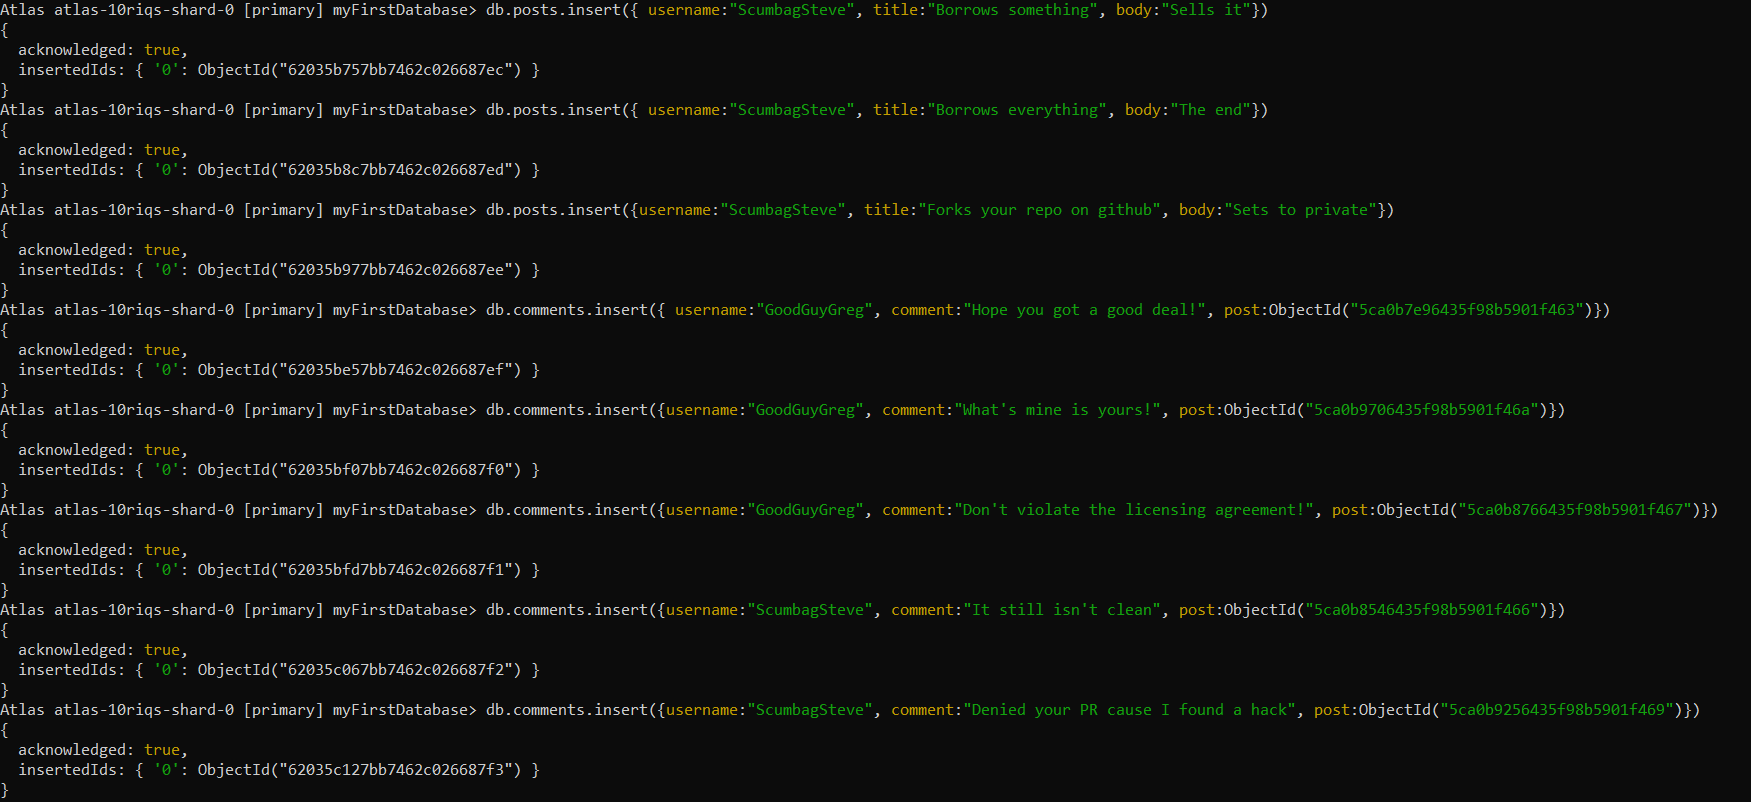 Atlas atlas-10riqs-shard-0 [primary] myFirstDatabase> db.posts.insert({ username:"ScumbagSteve", title:"Borrows something", body:"Sells it"})
{
  acknowledged: true,
  insertedIds: { '0': ObjectId("62035b757bb7462c026687ec") }
}
Atlas atlas-10riqs-shard-0 [primary] myFirstDatabase> db.posts.insert({ username:"ScumbagSteve", title:"Borrows everything", body:"The end"})
{
  acknowledged: true,
  insertedIds: { '0': ObjectId("62035b8c7bb7462c026687ed") }
}
Atlas atlas-10riqs-shard-0 [primary] myFirstDatabase> db.posts.insert({username:"ScumbagSteve", title:"Forks your repo on github", body:"Sets to private"})
{
  acknowledged: true,
  insertedIds: { '0': ObjectId("62035b977bb7462c026687ee") }
}
Atlas atlas-10riqs-shard-0 [primary] myFirstDatabase> db.comments.insert({ username:"GoodGuyGreg", comment:"Hope you got a good deal!", post:ObjectId("5ca0b7e96435f98b5901f463")})
{
  acknowledged: true,
  insertedIds: { '0': ObjectId("62035be57bb7462c026687ef") }
}
Atlas atlas-10riqs-shard-0 [primary] myFirstDatabase> db.comments.insert({username:"GoodGuyGreg", comment:"What's mine is yours!", post:ObjectId("5ca0b9706435f98b5901f46a")})
{
  acknowledged: true,
  insertedIds: { '0': ObjectId("62035bf07bb7462c026687f0") }
}
Atlas atlas-10riqs-shard-0 [primary] myFirstDatabase> db.comments.insert({username:"GoodGuyGreg", comment:"Don't violate the licensing agreement!", post:ObjectId("5ca0b8766435f98b5901f467")})
{
  acknowledged: true,
  insertedIds: { '0': ObjectId("62035bfd7bb7462c026687f1") }
}
Atlas atlas-10riqs-shard-0 [primary] myFirstDatabase> db.comments.insert({username:"ScumbagSteve", comment:"It still isn't clean", post:ObjectId("5ca0b8546435f98b5901f466")})
{
  acknowledged: true,
  insertedIds: { '0': ObjectId("62035c067bb7462c026687f2") }
}
Atlas atlas-10riqs-shard-0 [primary] myFirstDatabase> db.comments.insert({username:"ScumbagSteve", comment:"Denied your PR cause I found a hack", post:ObjectId("5ca0b9256435f98b5901f469")})
{
  acknowledged: true,
  insertedIds: { '0': ObjectId("62035c127bb7462c026687f3") }
}